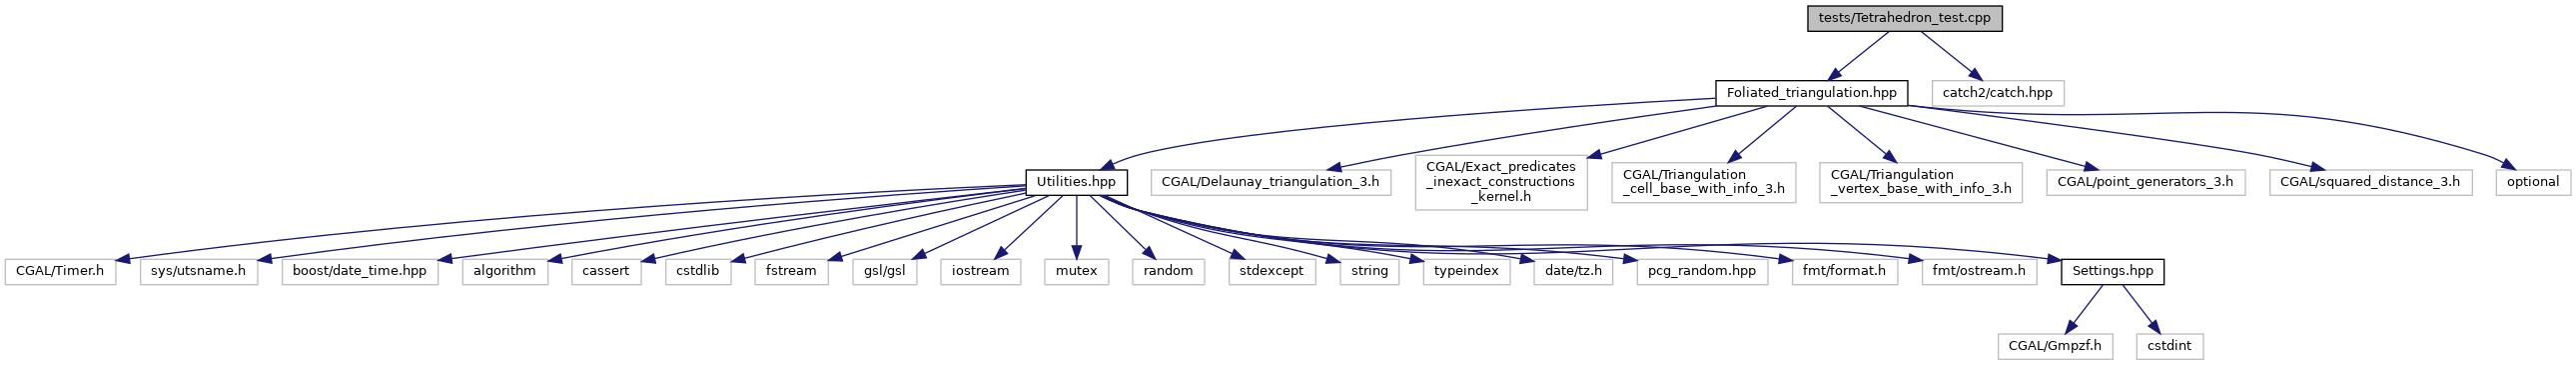 tests/Tetrahedron_test.cpp
Foliated_triangulation.hpp
catch2/catch.hpp
Utilities.hpp
CGAL/Delaunay_triangulation_3.h
CGAL/Exact_predicates
_inexact_constructions
_kernel.h
CGAL/Triangulation
_cell_base_with_info_3.h
CGAL/Triangulation
_vertex_base_with_info_3.h
CGAL/point_generators_3.h
CGAL/squared_distance_3.h
optional
CGAL/Timer.h
sys/utsname.h
boost/date_time.hpp
algorithm
cassert
cstdlib
fstream
gsl/gsl
iostream
mutex
random
stdexcept
string
typeindex
date/tz.h
pcg_random.hpp
fmt/format.h
fmt/ostream.h
Settings.hpp
CGAL/Gmpzf.h
cstdint